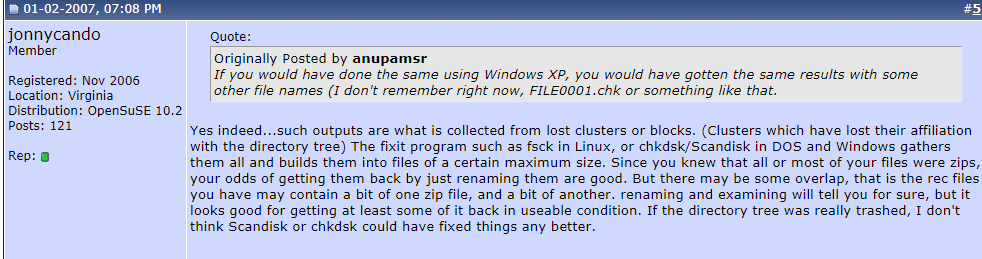 01-02-2007, 07:08 PM #5
jonnycando
Member
Registered: Nov 2006
Location: Virginia
Distribution: OpenSuSE 10.2
Posts: 121
Rep:
Quote:
Originally Posted by anupamsr
If you would have done the same using Windows XP, you would have gotten the same results with some
other file names (I don't remember right now, FILE0001.chk or something like that.
Yes indeed...such outputs are what is collected from lost clusters or blocks. (Clusters which have lost their affiliation
with the directory tree) The fixit program such as fsck in Linux, or chkdsk/Scandisk in DOS and Windows gathers
them all and builds them into files of a certain maximum size. Since you knew that all or most of your files were zips,
your odds of getting them back by just renaming them are good. But there may be some overlap, that is the rec files
you have may contain a bit of one zip file, and a bit of another. renaming and examining will tell you for sure, but it
looks good for getting at least some of it back in useable condition. If the directory tree was really trashed, I don't
think Scandisk or chkdsk could have fixed things any better.